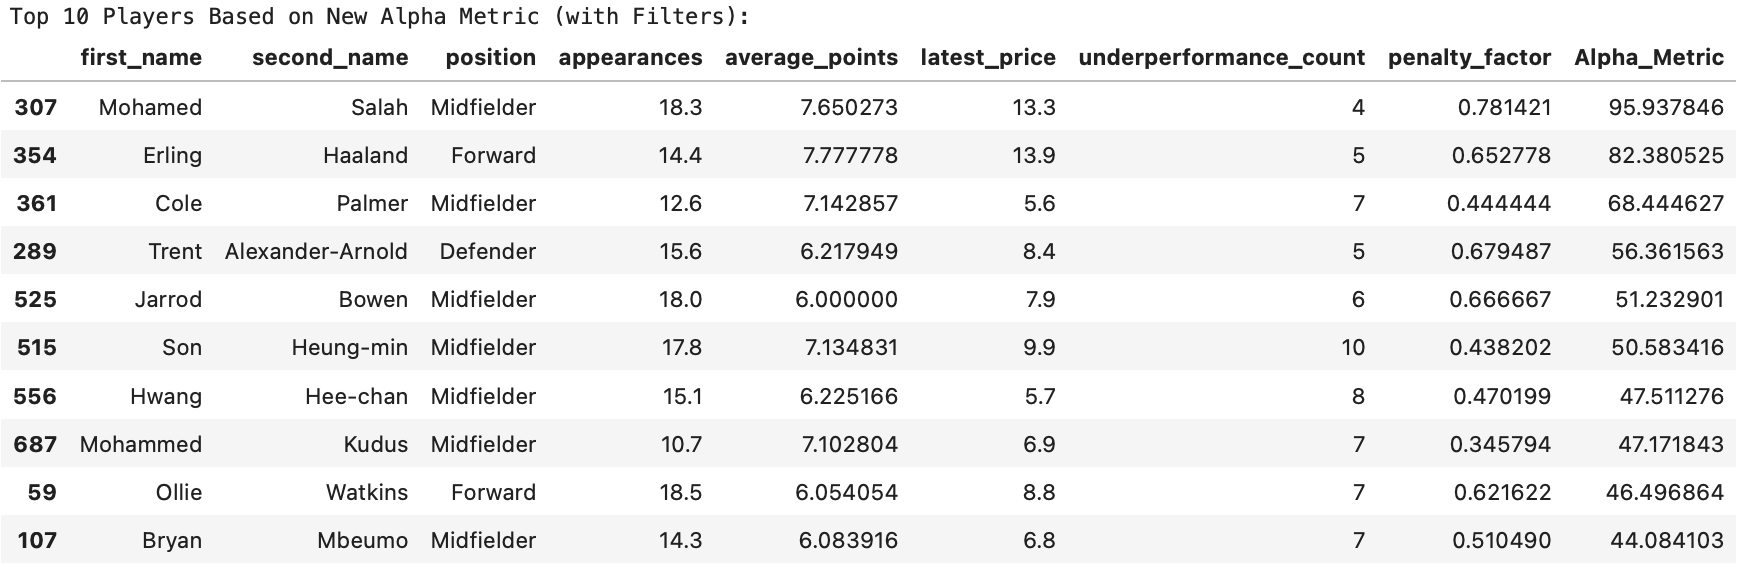 Top 10 Players Based on New Alpha Metric (with Filters):
first_name second_name position appearances average_points latest_price underperformance_count penalty_factor Alpha_Metric
307 Mohamed Salah Midfielder 18.3 7.650273 13.3 4 0.781421 95.937846
354 Erling Haaland Forward 14.4 7.777778 13.9 5 0.652778 82.380525
361 Cole Palmer Midfielder 12.6 7.142857 5.6 7 0.444444 68.444627
289 Trent Alexander-Arnold Defender 15.6 6.217949 8.4 5 0.679487 56.361563
525 Jarrod Bowen Midfielder 18.0 6.000000 7.9 6 0.666667 51.232901
515 Son Heung-min Midfielder 17.8 7.134831 9.9 10 0.438202 50.583416
556 Hwang Hee-chan Midfielder 15.1 6.225166 5.7 8 0.470199 47.511276
687 Mohammed Kudus Midfielder 10.7 7.102804 6.9 7 0.345794 47.171843
59 Ollie Watkins Forward 18.5 6.054054 8.8 7 0.621622 46.496864
107 Bryan Mbeumo Midfielder 14.3 6.083916 6.8 7 0.510490 44.084103